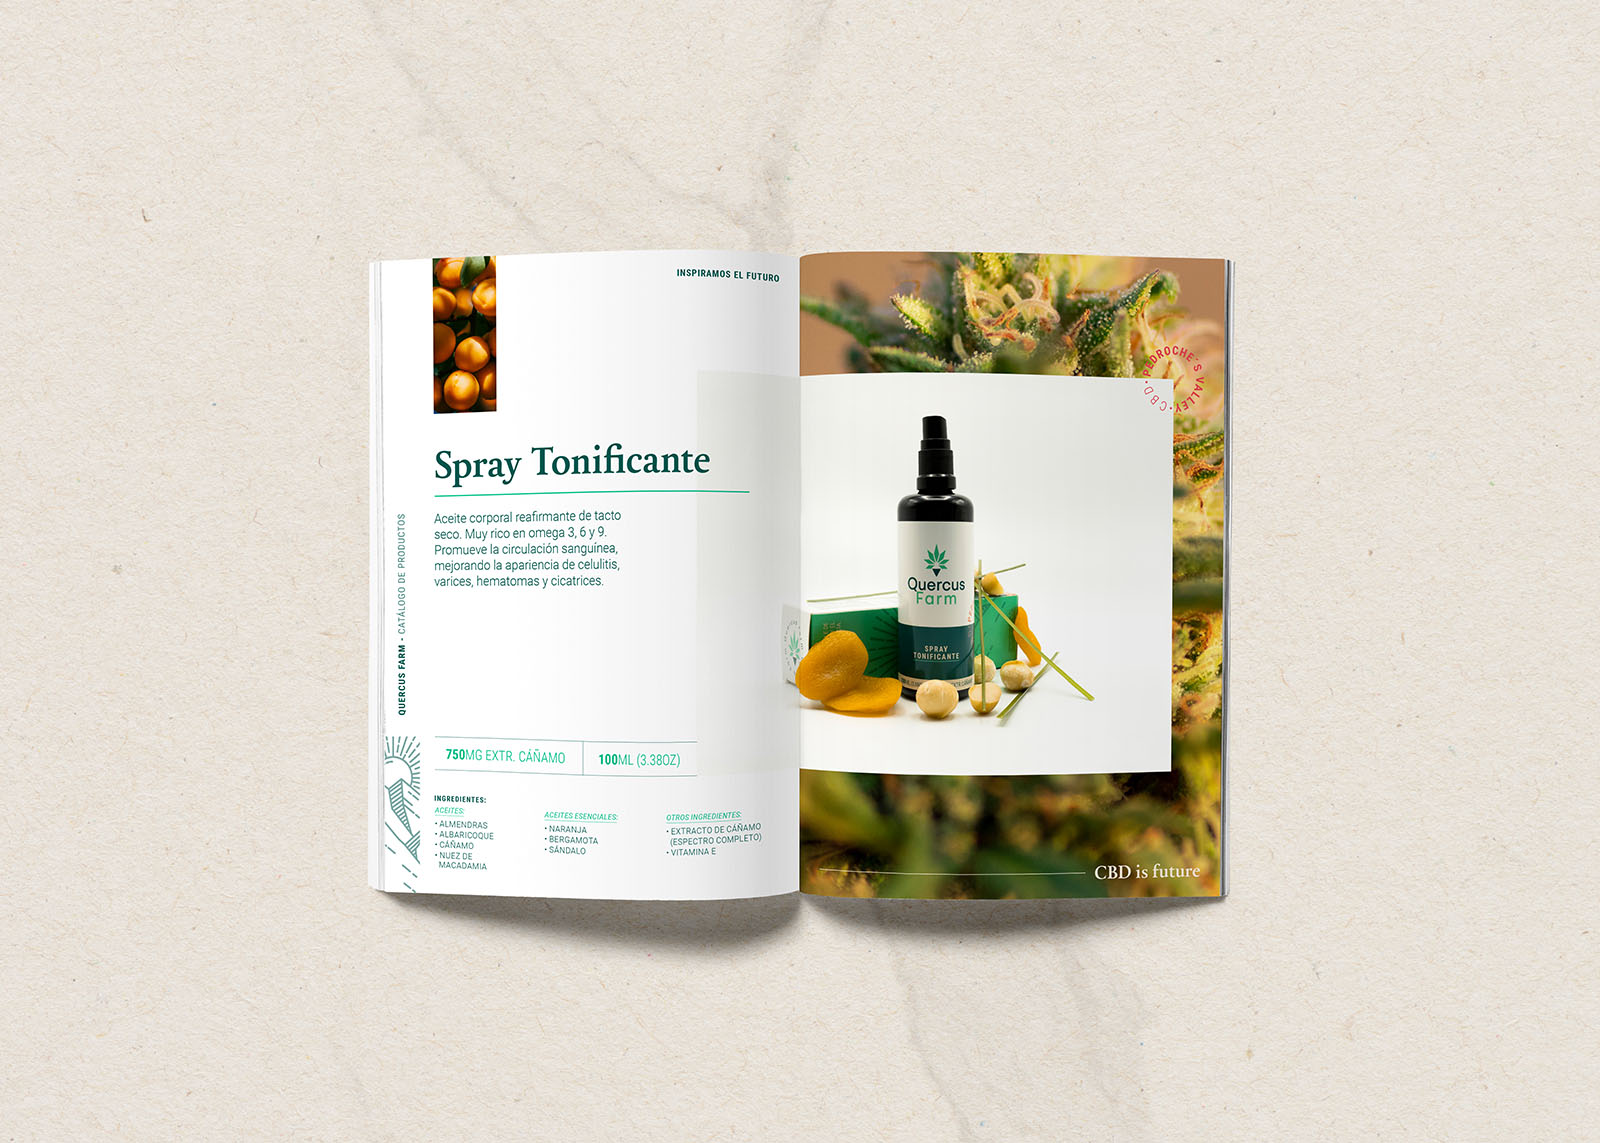 INSPIRAMOS EL FUTURO
Spray Tonificante
Aceite corporal reafirmante de tacto
seco. Muy rico en omega 3, 6 y 9.
Promueve la circulación sanguínea,
mejorando la apariencia de celulitis,
varices, hematomas y cicatrices.
QUERCUS FARM - CATÁLOGO DE PRODUCTOS
750MG EXTR. CÁÑAMO
100ML (3.38OZ)
INGREDIENTES:
ACEITES:
• ALMENDRAS
• ALBARICOQUE
• CÁÑAMO
• NUEZ DE
MACADAMIA
ACEITES ESENCIALES:
• NARANJA
• BERGAMOTA
• SÁNDALO
OTROS INGREDIENTES:
• EXTRACTO DE CÁÑAMO
(ESPECTRO COMPLETO)
• VITAMINA E
PEDROCHE'S VALLEY • CBD •
Quercus
Farm
SPRAY
TONIFICANTE
CBD is future